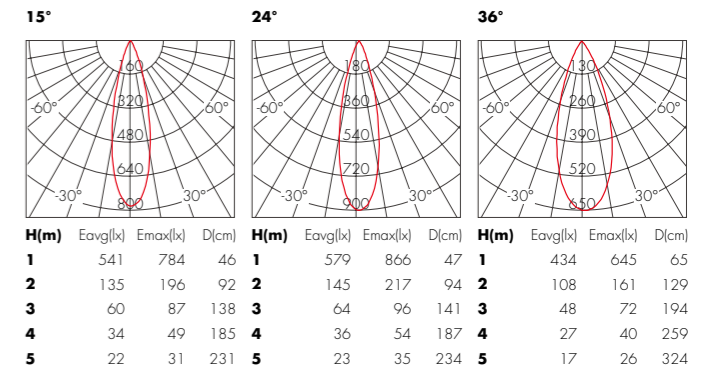 15° 24° 36°
160 180 130
320 360 260
-60° 60° -60° 60° -60° 60°
480 540 390
640 720 520
-30° 30° -30° 30° -30° 30°
800 900 650
H(m) Eavg(lx) Emax(lx) D(cm) H(m) Eavg(lx) Emax(lx) D(cm) H(m) Eavg(lx) Emax(lx) D(cm)
1 541 784 46 1 579 866 47 1 434 645 65
2 135 196 92 2 145 217 94 2 108 161 129
3 60 87 138 3 64 96 141 3 48 72 194
4 34 49 185 4 36 54 187 4 27 40 259
5 22 31 231 5 23 35 234 5 17 26 324